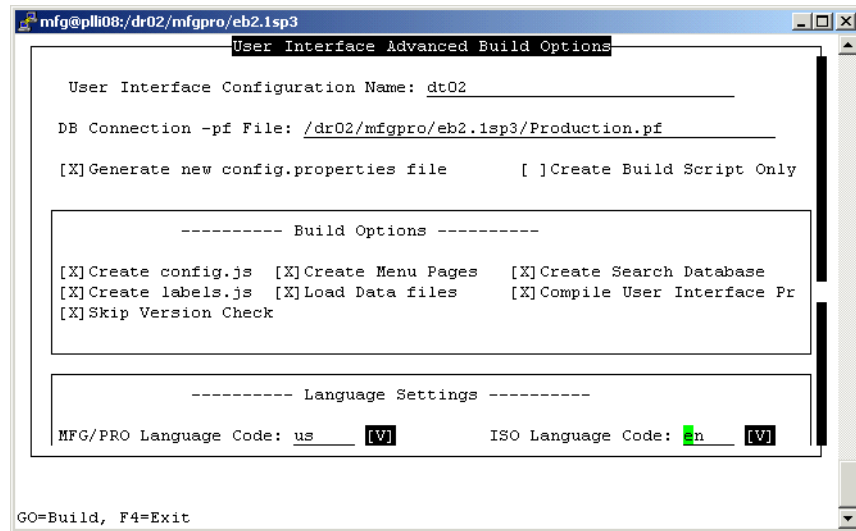 mfg@plli08:/dr02/mfgpro/eb2.1sp3
User Interface Advanced Build Options
User Interface Configuration Name: dt02
DB Connection -pf File: /dr02/mfgpro/eb2.1sp3/Production.pf
[X]Generate new config.properties file [ ]Create Build Script Only
---------- Build Options ----------
[X]Create config.js [X]Create Menu Pages [X]Create Search Database
[X]Create labels.js [X]Load Data files [X]Compile User Interface Pr
[X]Skip Version Check
---------- Language Settings ----------
MFG/PRO Language Code: us [V] ISO Language Code: en [V]
GO=Build, F4=Exit